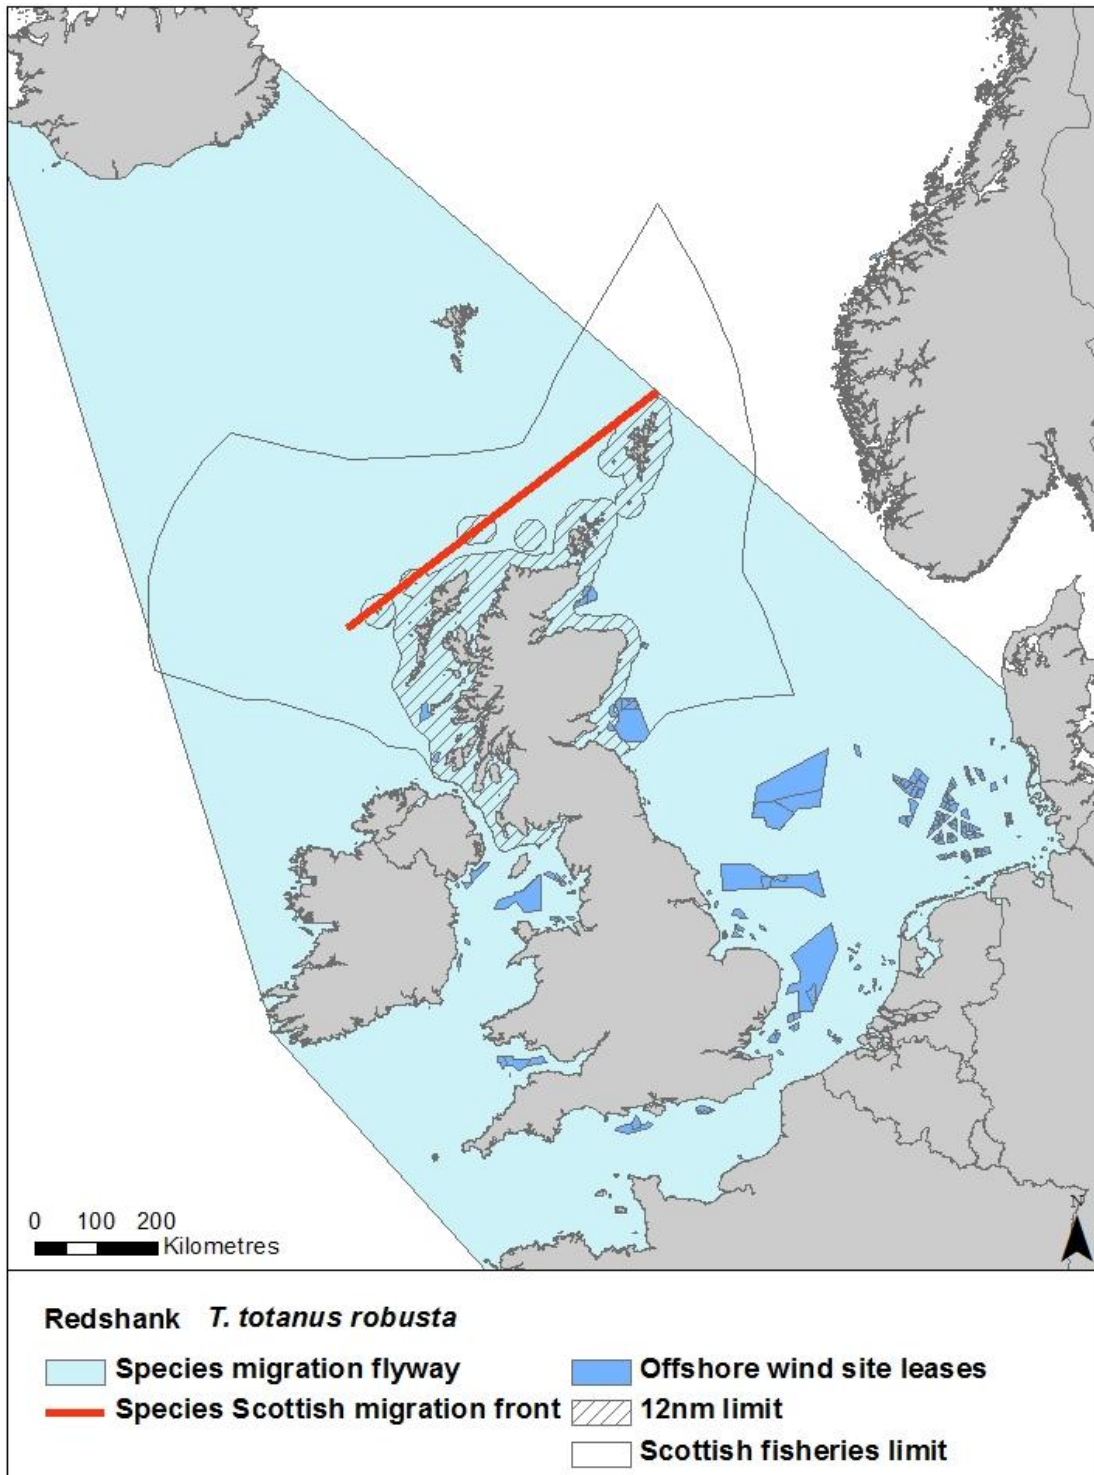 N
0 100 200
Kilometres
Redshank T. totanus robusta
Species migration flyway
Species Scottish migration front
Offshore wind site leases
12nm limit
Scottish fisheries limit